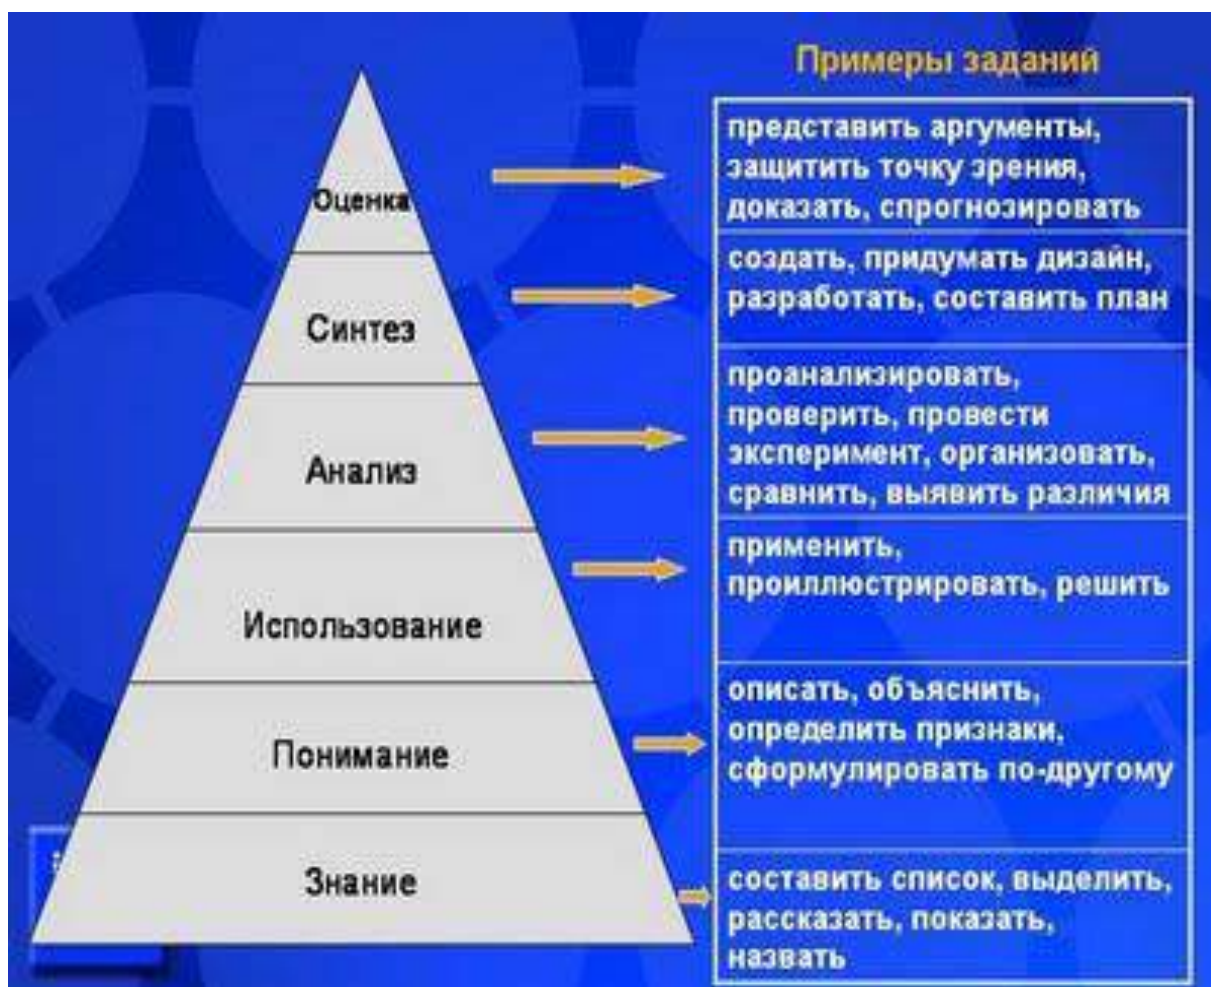 Примеры заданий
Оценка
представить аргументы,
защитить точку зрения,
доказать, спрогнозировать
Синтез
создать, придумать дизайн,
разработать, составить план
Анализ
проанализировать,
проверить, провести
эксперимент, организовать,
сравнить, выявить различия
Использование
применить,
проиллюстрировать, решить
Понимание
описать, объяснить,
определить признаки,
сформулировать по-другому
Знание
составить список, выделить,
рассказать, показать,
назвать